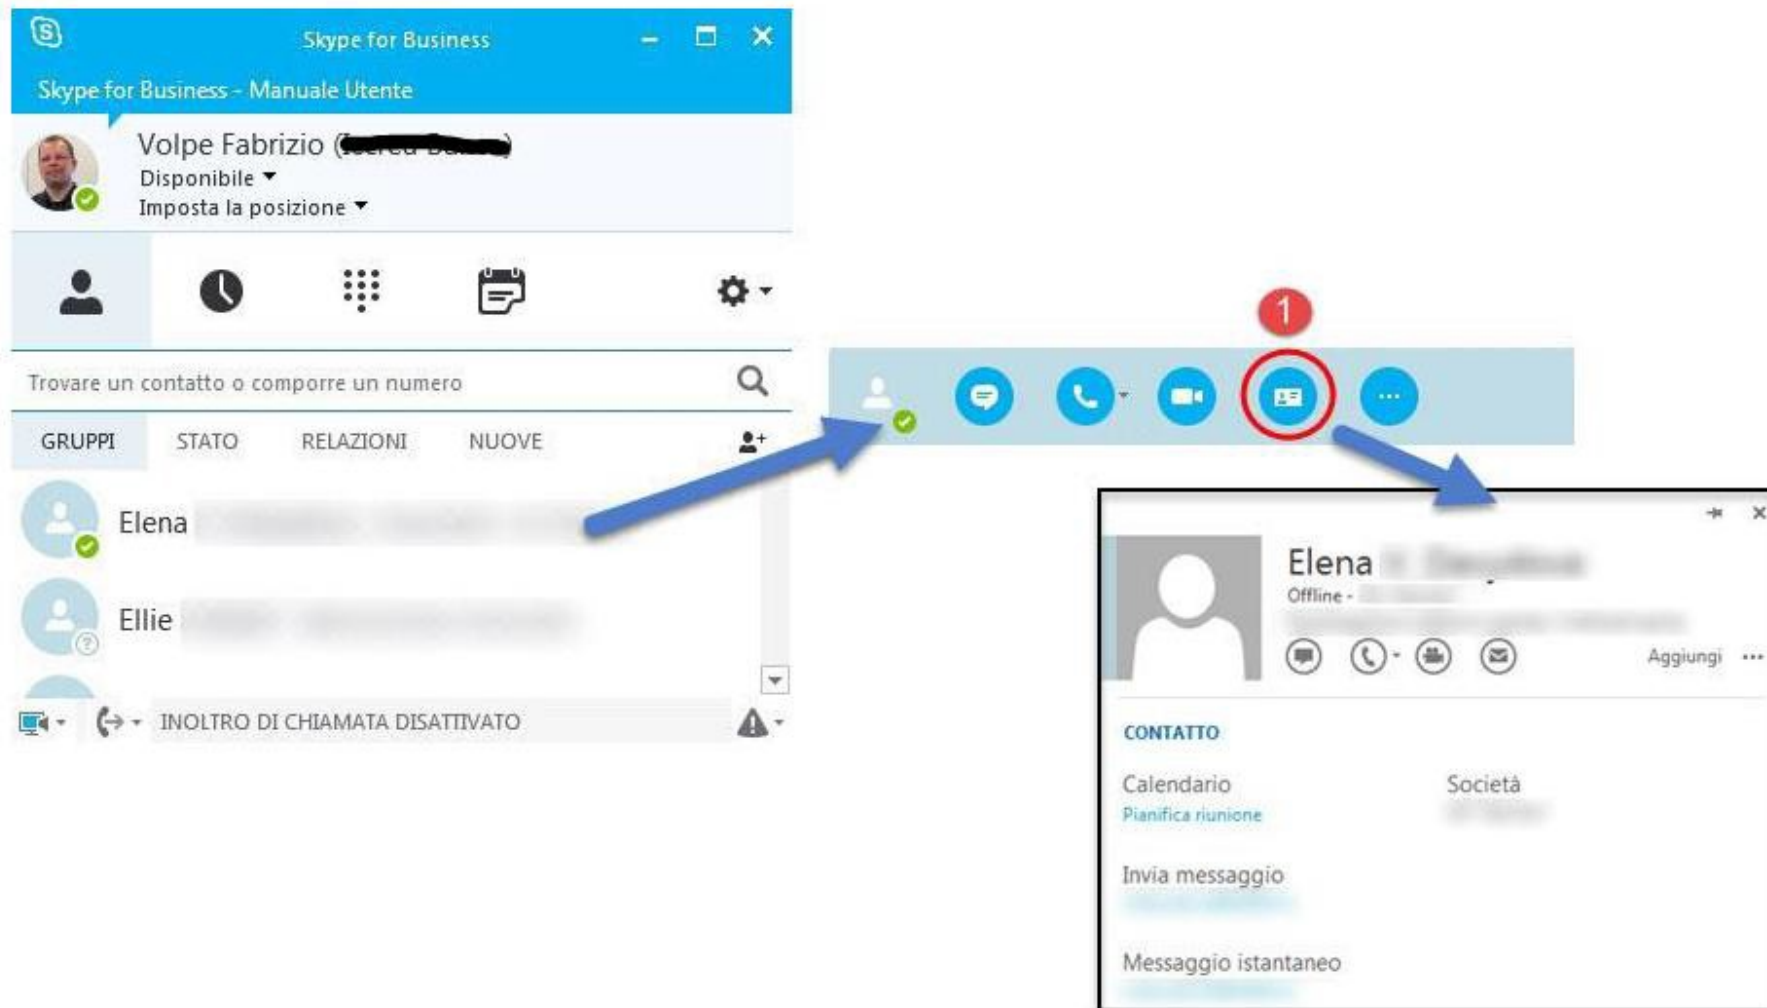 Skype for Business
Skype for Business - Manuale Utente
Volpe Fabrizio (
Disponibile
Imposta la posizione
Trovare un contatto o comporre un numero
GRUPPI STATO RELAZIONI NUOVE
Elena
Ellie
INOLTRO DI CHIAMATA DISATTIVATO
1
Elena
Offline -
Aggiungi
CONTATTO
Calendario Società
Pianifica riunione
Invia messaggio
Messaggio istantaneo